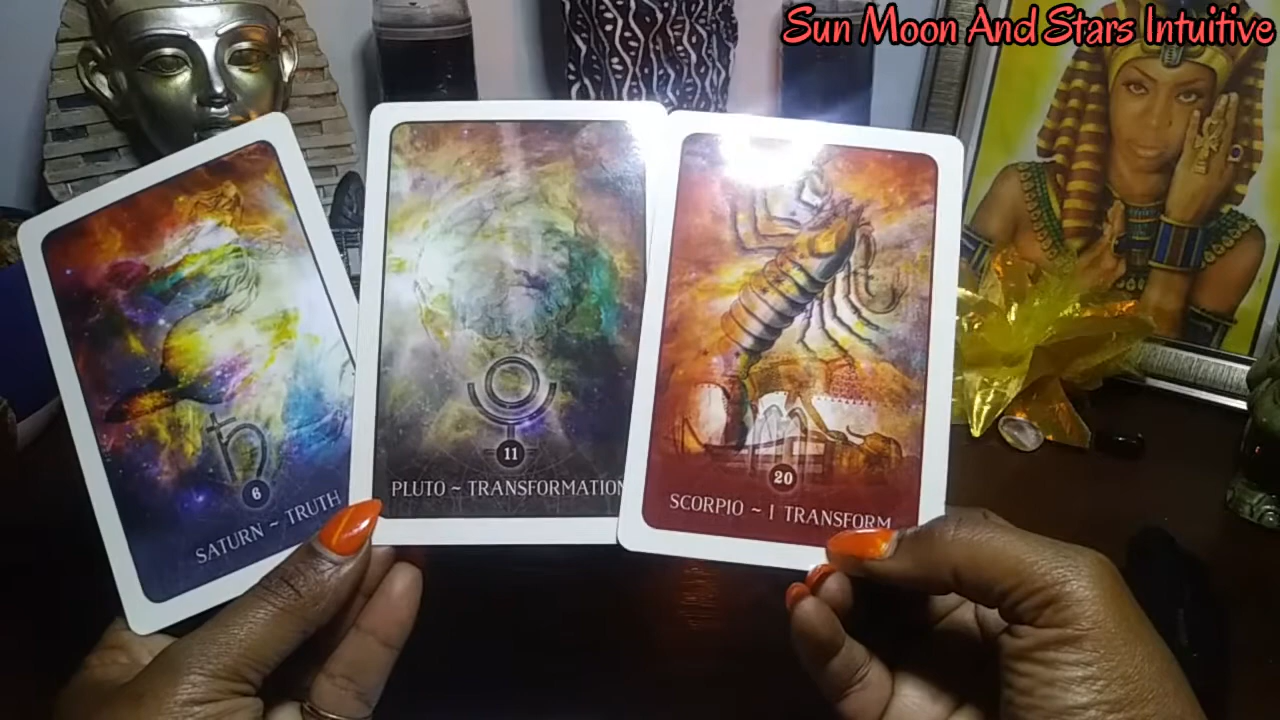 Sun Moon And Stars Intuitive
6
SATURN ~ TRUTH
11
PLUTO ~ TRANSFORMATION
20
SCORPIO ~ I TRANSFORM